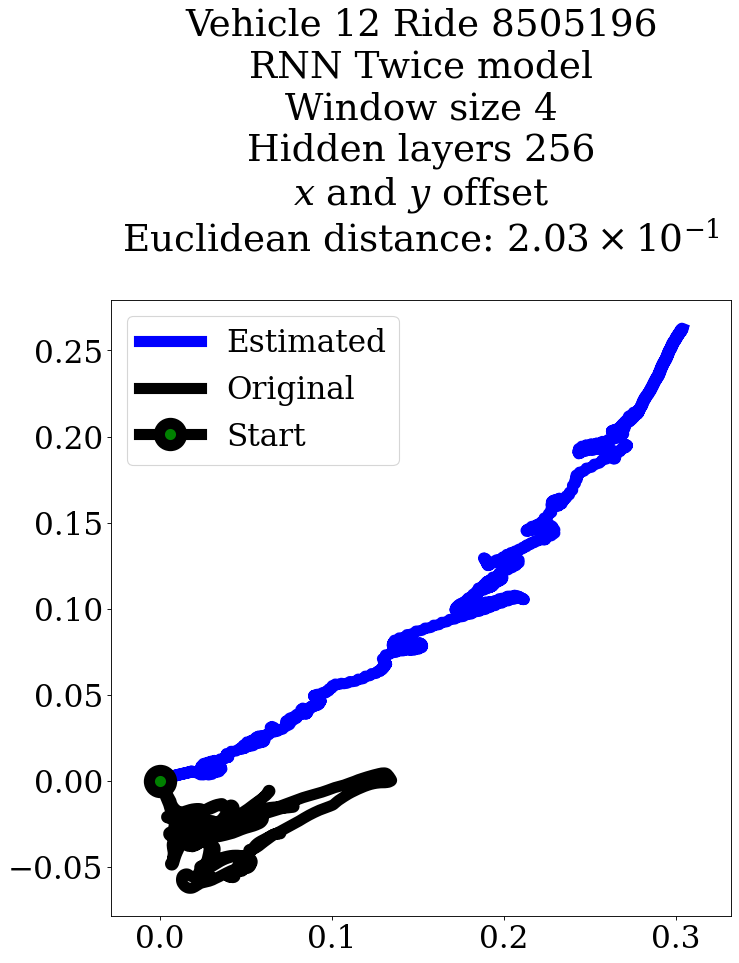 Vehicle 12 Ride 8505196
RNN Twice model
Window size 4
Hidden layers 256
x and y offset
Euclidean distance: 2.03 × 10⁻¹
Estimated
Original
Start
0.25
0.20
0.15
0.10
0.05
0.00
−0.05
0.0 0.1 0.2 0.3